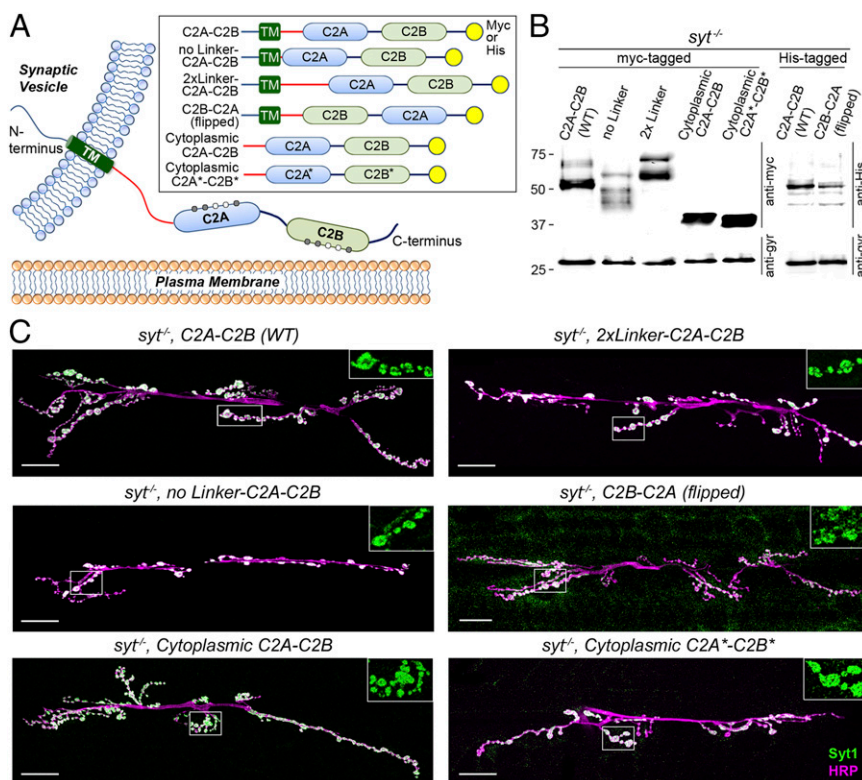 A
Synaptic
Vesicle
N-
terminus
TM
C2A
C2B
C-terminus
Plasma Membrane
C2A-C2B
TM
C2A
C2B
Myc
or
His
no Linker-
C2A-C2B
TM
C2A
C2B
2xLinker-
C2A-C2B
TM
C2A
C2B
C2B-C2A
(flipped)
TM
C2B
C2A
Cytoplasmic
C2A-C2B
C2A
C2B
Cytoplasmic
C2A*-C2B*
C2A*
C2B*
B
syt-/-
myc-tagged
His-tagged
C2A-C2B
(WT)
no Linker
2x Linker
Cytoplasmic
C2A-C2B
Cytoplasmic
C2A*-C2B*
C2A-C2B
(WT)
C2B-C2A
(flipped)
75 -
50 -
37 -
25 -
anti-myc
anti-gyr
anti-His
anti-gyr
C
syt-/-, C2A-C2B (WT)
syt-/-, 2xLinker-C2A-C2B
syt-/-, no Linker-C2A-C2B
syt-/-, C2B-C2A (flipped)
syt-/-, Cytoplasmic C2A-C2B
syt-/-, Cytoplasmic C2A*-C2B*
Syt1
HRP